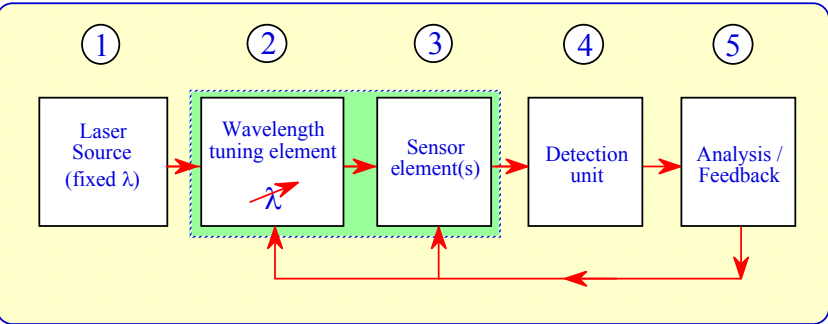 1
2
3
4
5
Laser
Source
(fixed λ)
Wavelength
tuning element
λ
Sensor
element(s)
Detection
unit
Analysis /
Feedback